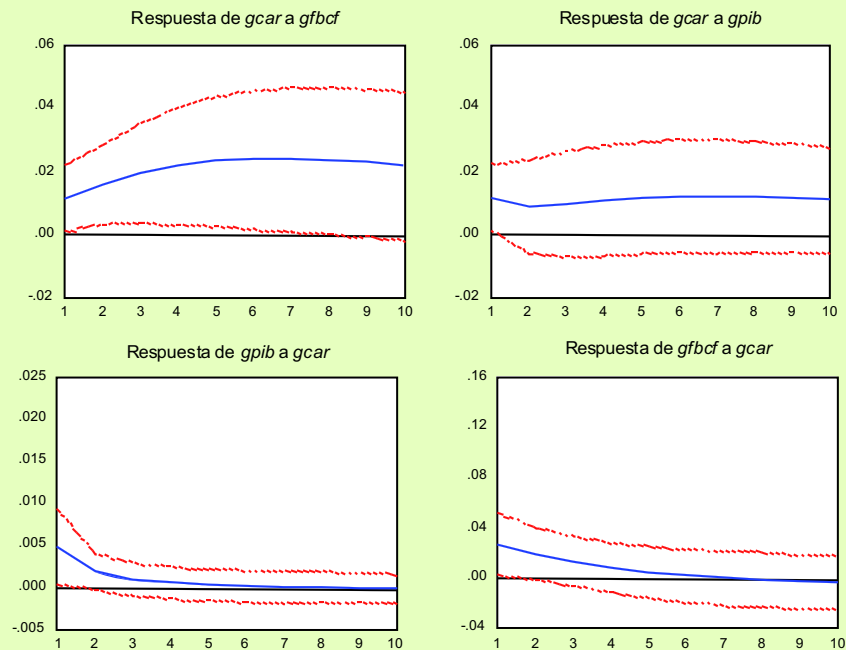 Respuesta de gcar a gfbcf
.06
.04
.02
.00
-.02
1 2 3 4 5 6 7 8 9 10
Respuesta de gcar a gpib
.06
.04
.02
.00
-.02
1 2 3 4 5 6 7 8 9 10
Respuesta de gpib a gcar
.025
.020
.015
.010
.005
.000
-.005
1 2 3 4 5 6 7 8 9 10
Respuesta de gfbcf a gcar
.16
.12
.08
.04
.00
-.04
1 2 3 4 5 6 7 8 9 10